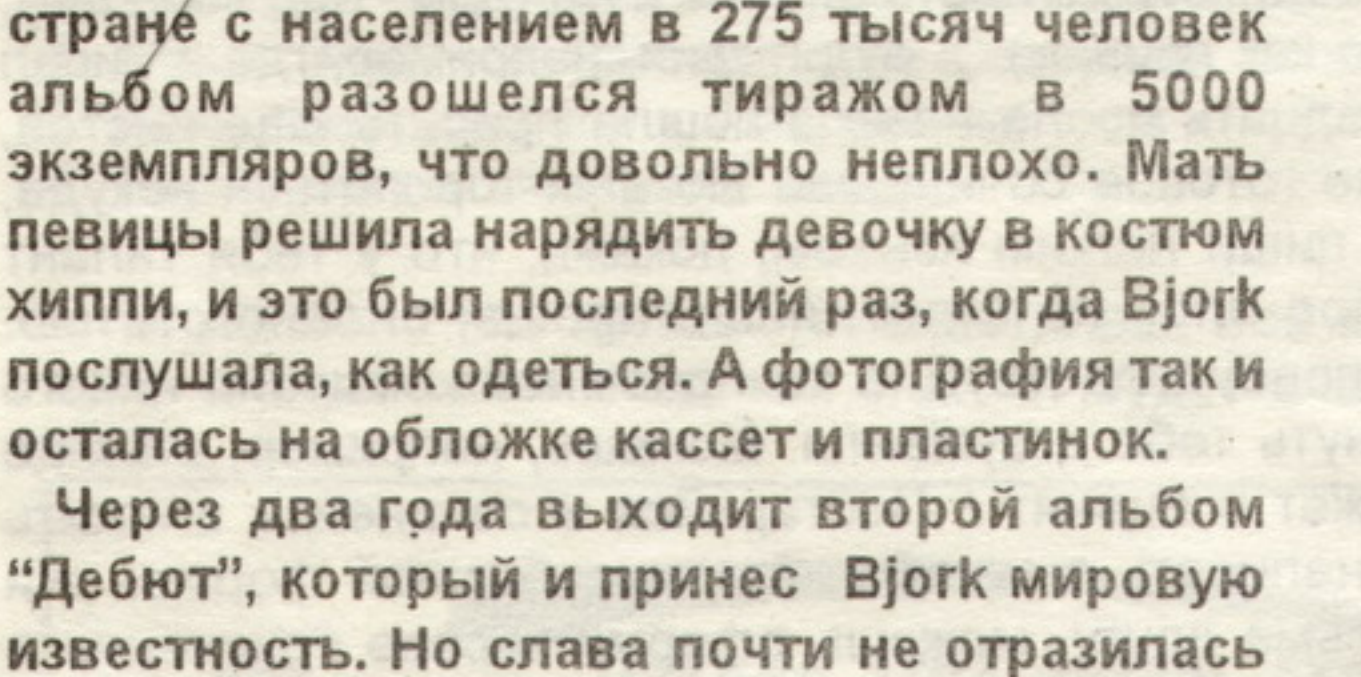 стране с населением в 275 тысяч человек
альбом разошелся тиражом в 5000
экземпляров, что довольно неплохо. Мать
певицы решила нарядить девочку в костюм
хиппи, и это был последний раз, когда Bjork
послушала, как одеться. А фотография так и
осталась на обложке кассет и пластинок.
Через два года выходит второй альбом
“Дебют”, который и принес Bjork мировую
известность. Но слава почти не отразилась